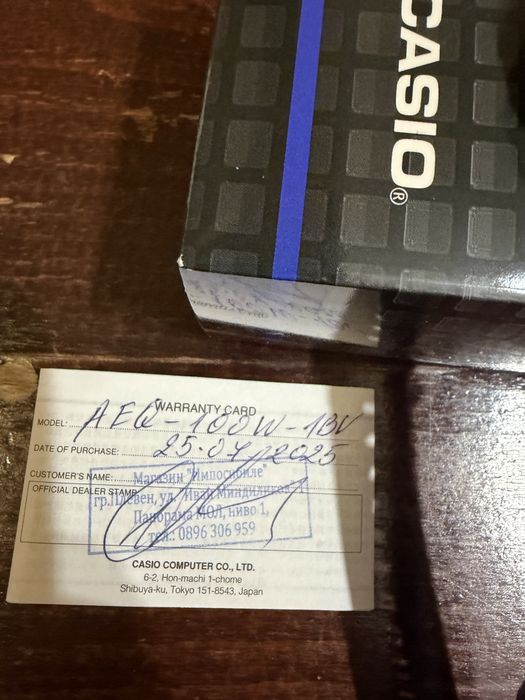 CASIO®
WARRANTY CARD
MODEL: AEQ-100W-1BV
DATE OF PURCHASE: 25.07.2025
CUSTOMER'S NAME:
OFFICIAL DEALER STAMP
Магазин "Импосибиле"
гр. Плевен, ул. Иван Миндиликов
Панорама МОЛ, ниво 1,
тел.: 0896 306 959
CASIO COMPUTER CO., LTD.
6-2, Hon-machi 1-chome
Shibuya-ku, Tokyo 151-8543, Japan